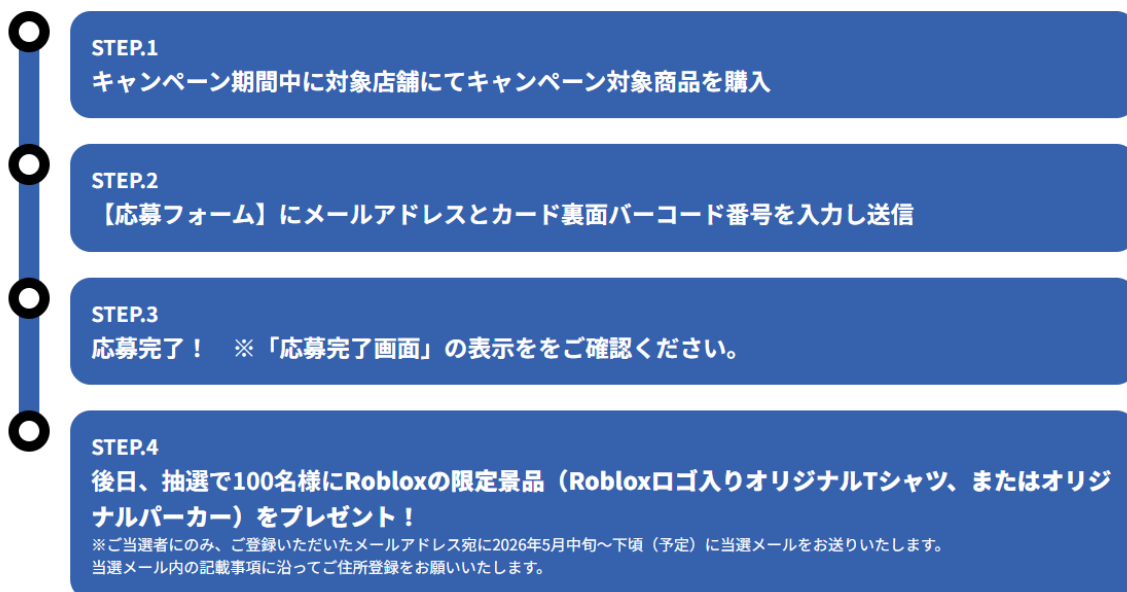 STEP.1
キャンペーン期間中に対象店舗にてキャンペーン対象商品を購入
STEP.2
【応募フォーム】にメールアドレスとカード裏面バーコード番号を入力し送信
STEP.3
応募完了！　※「応募完了画面」の表示ををご確認ください。
STEP.4
後日、抽選で100名様にRobloxの限定景品（Robloxロゴ入りオリジナルTシャツ、またはオリジ
ナルパーカー）をプレゼント！
※ご当選者にのみ、ご登録いただいたメールアドレス宛に2026年5月中旬～下頃（予定）に当選メールをお送りいたします。
当選メール内の記載事項に沿ってご住所登録をお願いいたします。